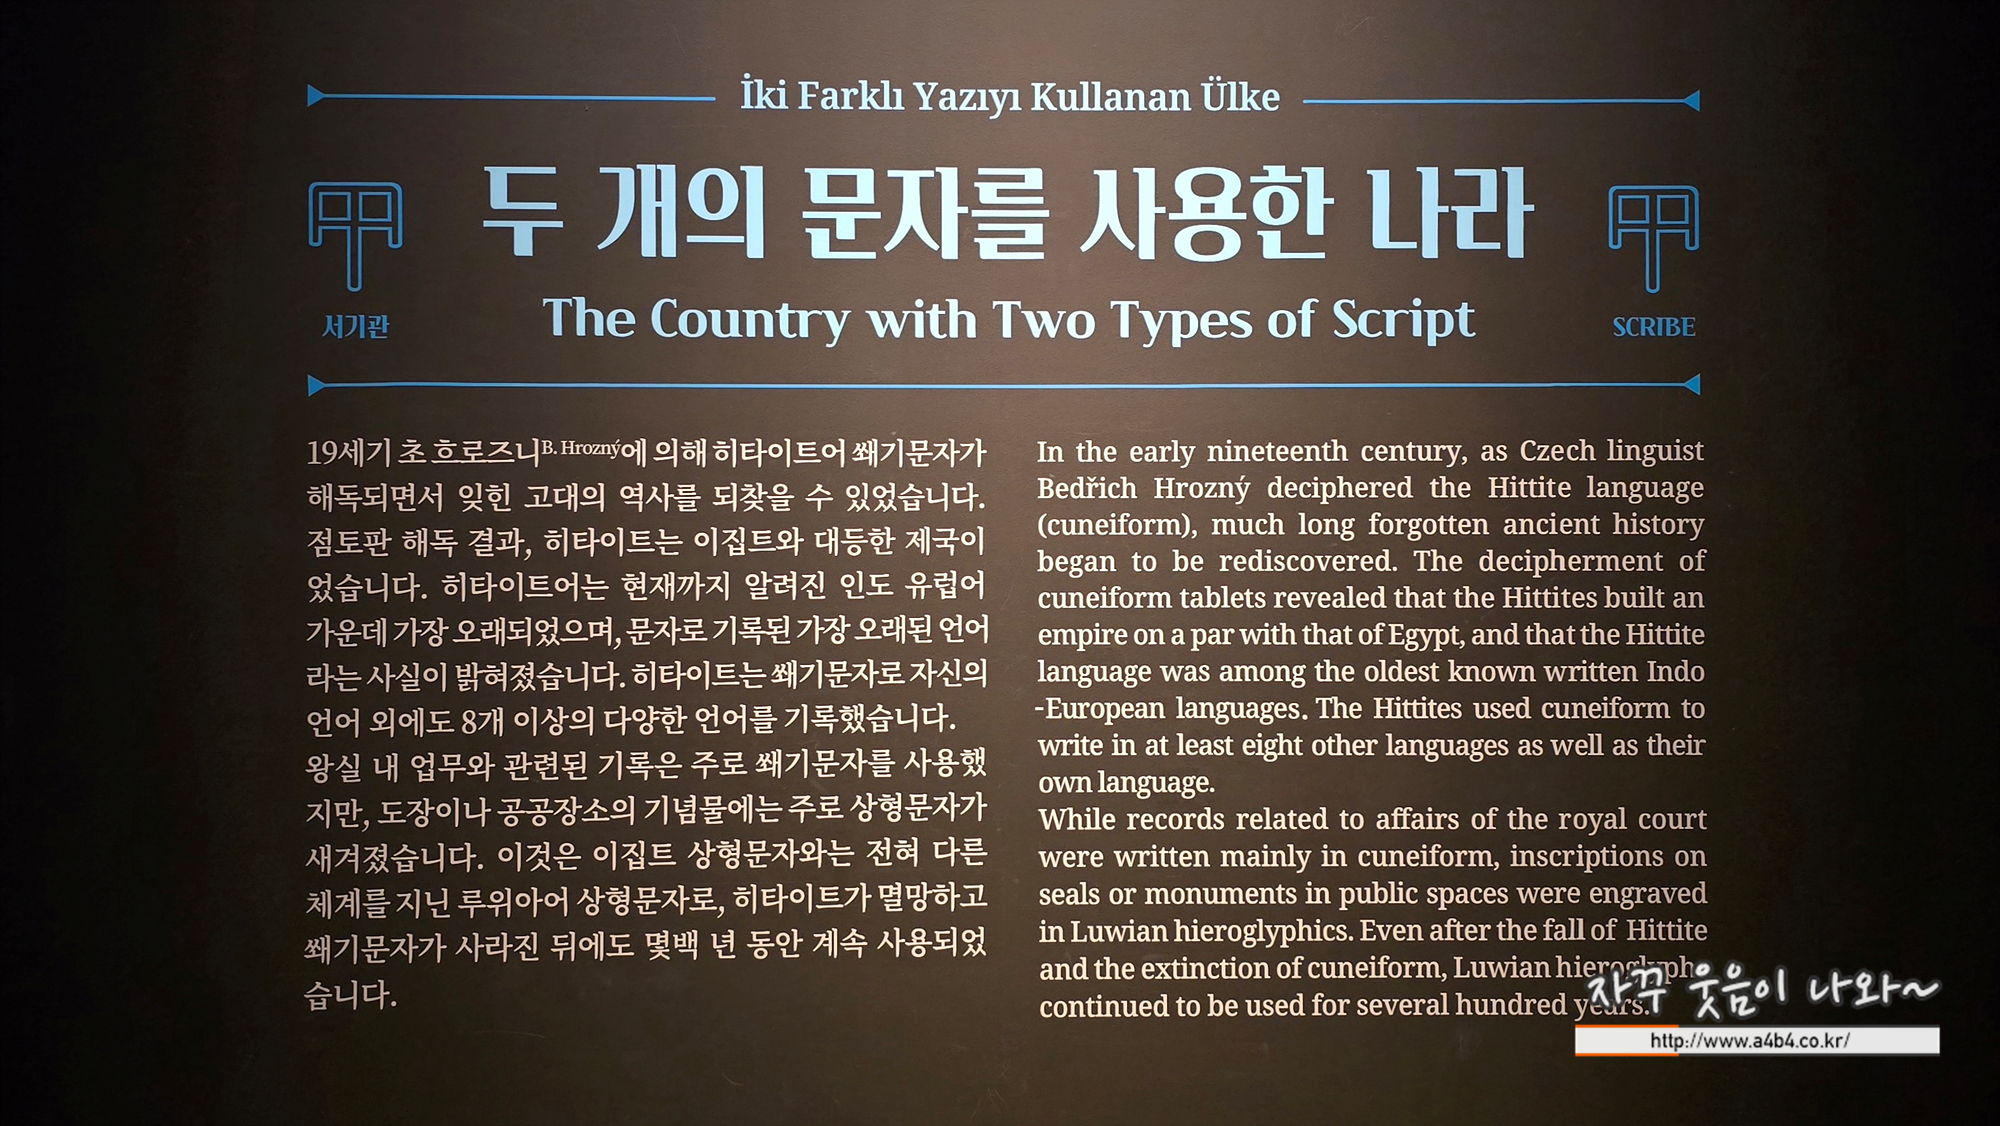 İki Farklı Yazıyı Kullanan Ülke
두 개의 문자를 사용한 나라
The Country with Two Types of Script
서기관
SCRIBE
19세기 초 흐로즈니B. Hrozný에 의해 히타이트어 쐐기문자가
해독되면서 잊힌 고대의 역사를 되찾을 수 있었습니다.
점토판 해독 결과, 히타이트는 이집트와 대등한 제국이
었습니다. 히타이트어는 현재까지 알려진 인도 유럽어
가운데 가장 오래되었으며, 문자로 기록된 가장 오래된 언어
라는 사실이 밝혀졌습니다. 히타이트는 쐐기문자로 자신의
언어 외에도 8개 이상의 다양한 언어를 기록했습니다.
왕실 내 업무와 관련된 기록은 주로 쐐기문자를 사용했
지만, 도장이나 공공장소의 기념물에는 주로 상형문자가
새겨졌습니다. 이것은 이집트 상형문자와는 전혀 다른
체계를 지닌 루위아어 상형문자로, 히타이트가 멸망하고
쐐기문자가 사라진 뒤에도 몇백 년 동안 계속 사용되었
습니다.
In the early nineteenth century, as Czech linguist
Bedřich Hrozný deciphered the Hittite language
(cuneiform), much long forgotten ancient history
began to be rediscovered. The decipherment of
cuneiform tablets revealed that the Hittites built an
empire on a par with that of Egypt, and that the Hittite
language was among the oldest known written Indo
-European languages. The Hittites used cuneiform to
write in at least eight other languages as well as their
own language.
While records related to affairs of the royal court
were written mainly in cuneiform, inscriptions on
seals or monuments in public spaces were engraved
in Luwian hieroglyphics. Even after the fall of Hittite
and the extinction of cuneiform, Luwian
continued to be used for several hundred years.
자꾸 웃음이 나와~
http://www.a4b4.co.kr/